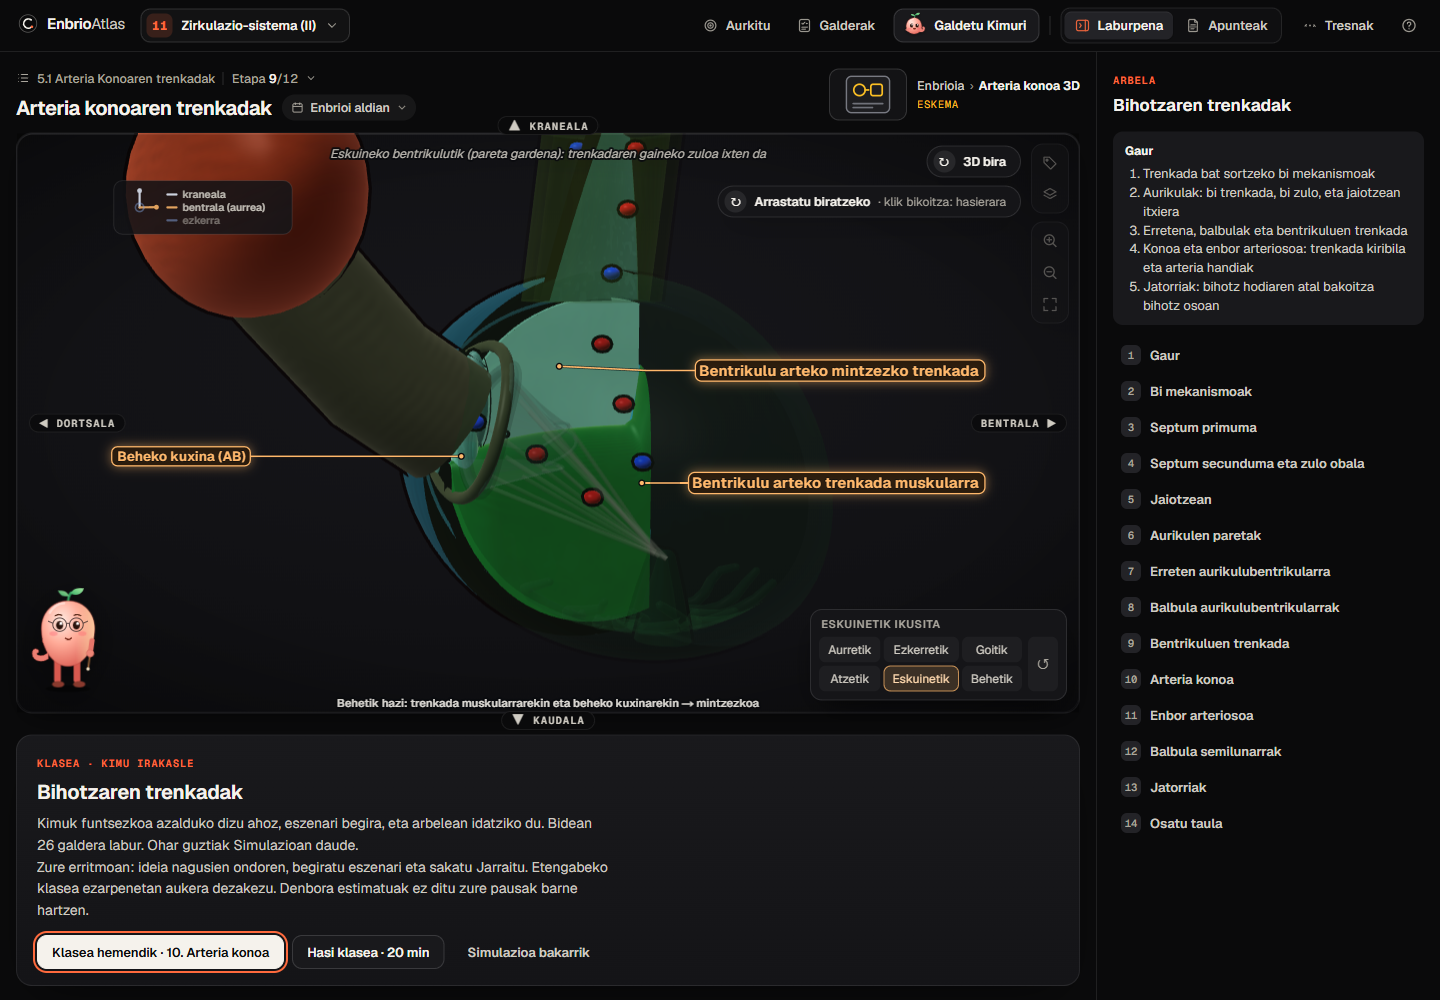 EnbrioAtlas
11 Zirkulazio-sistema (II)
Aurkitu
Galderak
Galdetu Kimuri
Laburpena
Apunteak
Tresnak
5.1 Arteria Konoaren trenkadak
Etapa 9/12
Arteria konoaren trenkadak
Enbrioi aldian
Enbrioia › Arteria konoa 3D
ESKEMA
▲ KRANEALA
Eskuineko bentrikulutik (pareta gardena): trenkadaren gaineko zuloa ixten da
kraneala
bentrala (aurrea)
ezkerra
↻ 3D bira
↻ Arrastatu biratzeko · klik bikoitza: hasierara
Bentrikulu arteko mintzezko trenkada
◀ DORTSALA
BENTRALA ▶
Beheko kuxina (AB)
Bentrikulu arteko trenkada muskularra
ESKUINETIK IKUSITA
Aurretik
Ezkerretik
Goitik
Atzetik
Eskuinetik
Behetik
↺
Behetik hazi: trenkada muskularrarekin eta beheko kuxinarekin → mintzezkoa
▼ KAUDALA
KLASEA · KIMU IRAKASLE
Bihotzaren trenkadak
Kimuk funtsezkoa azalduko dizu ahoz, eszenari begira, eta arbelean idatziko du. Bidean
26 galdera labur. Ohar guztiak Simulazioan daude.
Zure erritmoan: ideia nagusien ondoren, begiratu eszenari eta sakatu Jarraitu. Etengabeko
klasea ezarpenetan aukera dezakezu. Denbora estimatuak ez ditu zure pausak barne
hartzen.
Klasea hemendik · 10. Arteria konoa
Hasi klasea · 20 min
Simulazioa bakarrik
ARBELA
Bihotzaren trenkadak
Gaur
1. Trenkada bat sortzeko bi mekanismoak
2. Aurikulak: bi trenkada, bi zulo, eta jaiotzean
itxiera
3. Erretena, balbulak eta bentrikuluen trenkada
4. Konoa eta enbor arteriosoa: trenkada kiribila
eta arteria handiak
5. Jatorriak: bihotz hodiaren atal bakoitza
bihotz osoan
1 Gaur
2 Bi mekanismoak
3 Septum primuma
4 Septum secunduma eta zulo obala
5 Jaiotzean
6 Aurikulen paretak
7 Erreten aurikulubentrikularra
8 Balbula aurikulubentrikularrak
9 Bentrikuluen trenkada
10 Arteria konoa
11 Enbor arteriosoa
12 Balbula semilunarrak
13 Jatorriak
14 Osatu taula